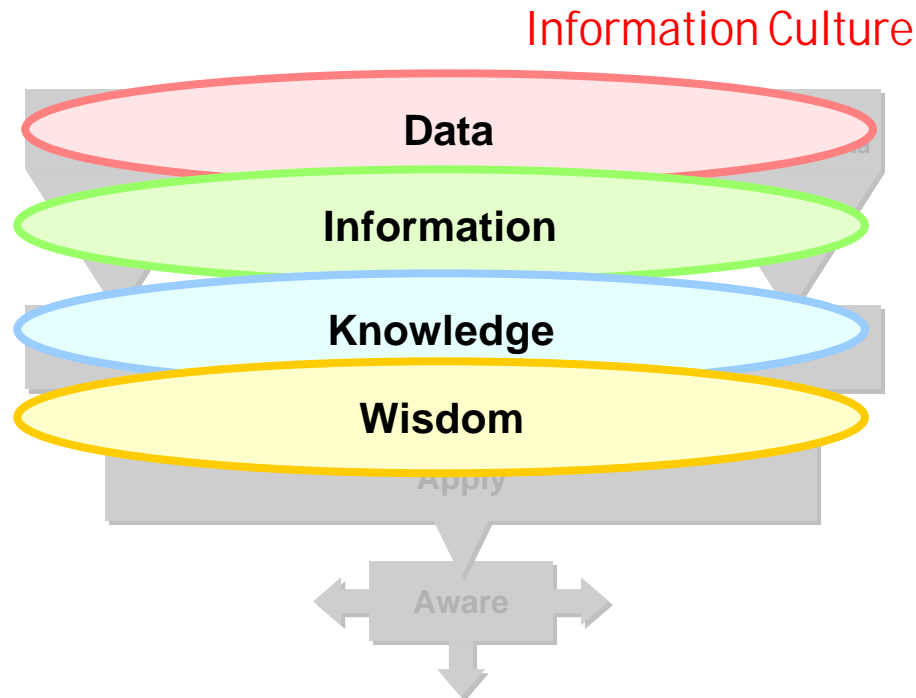 Information Culture
Data
Information
Knowledge
Wisdom
Apply
Aware